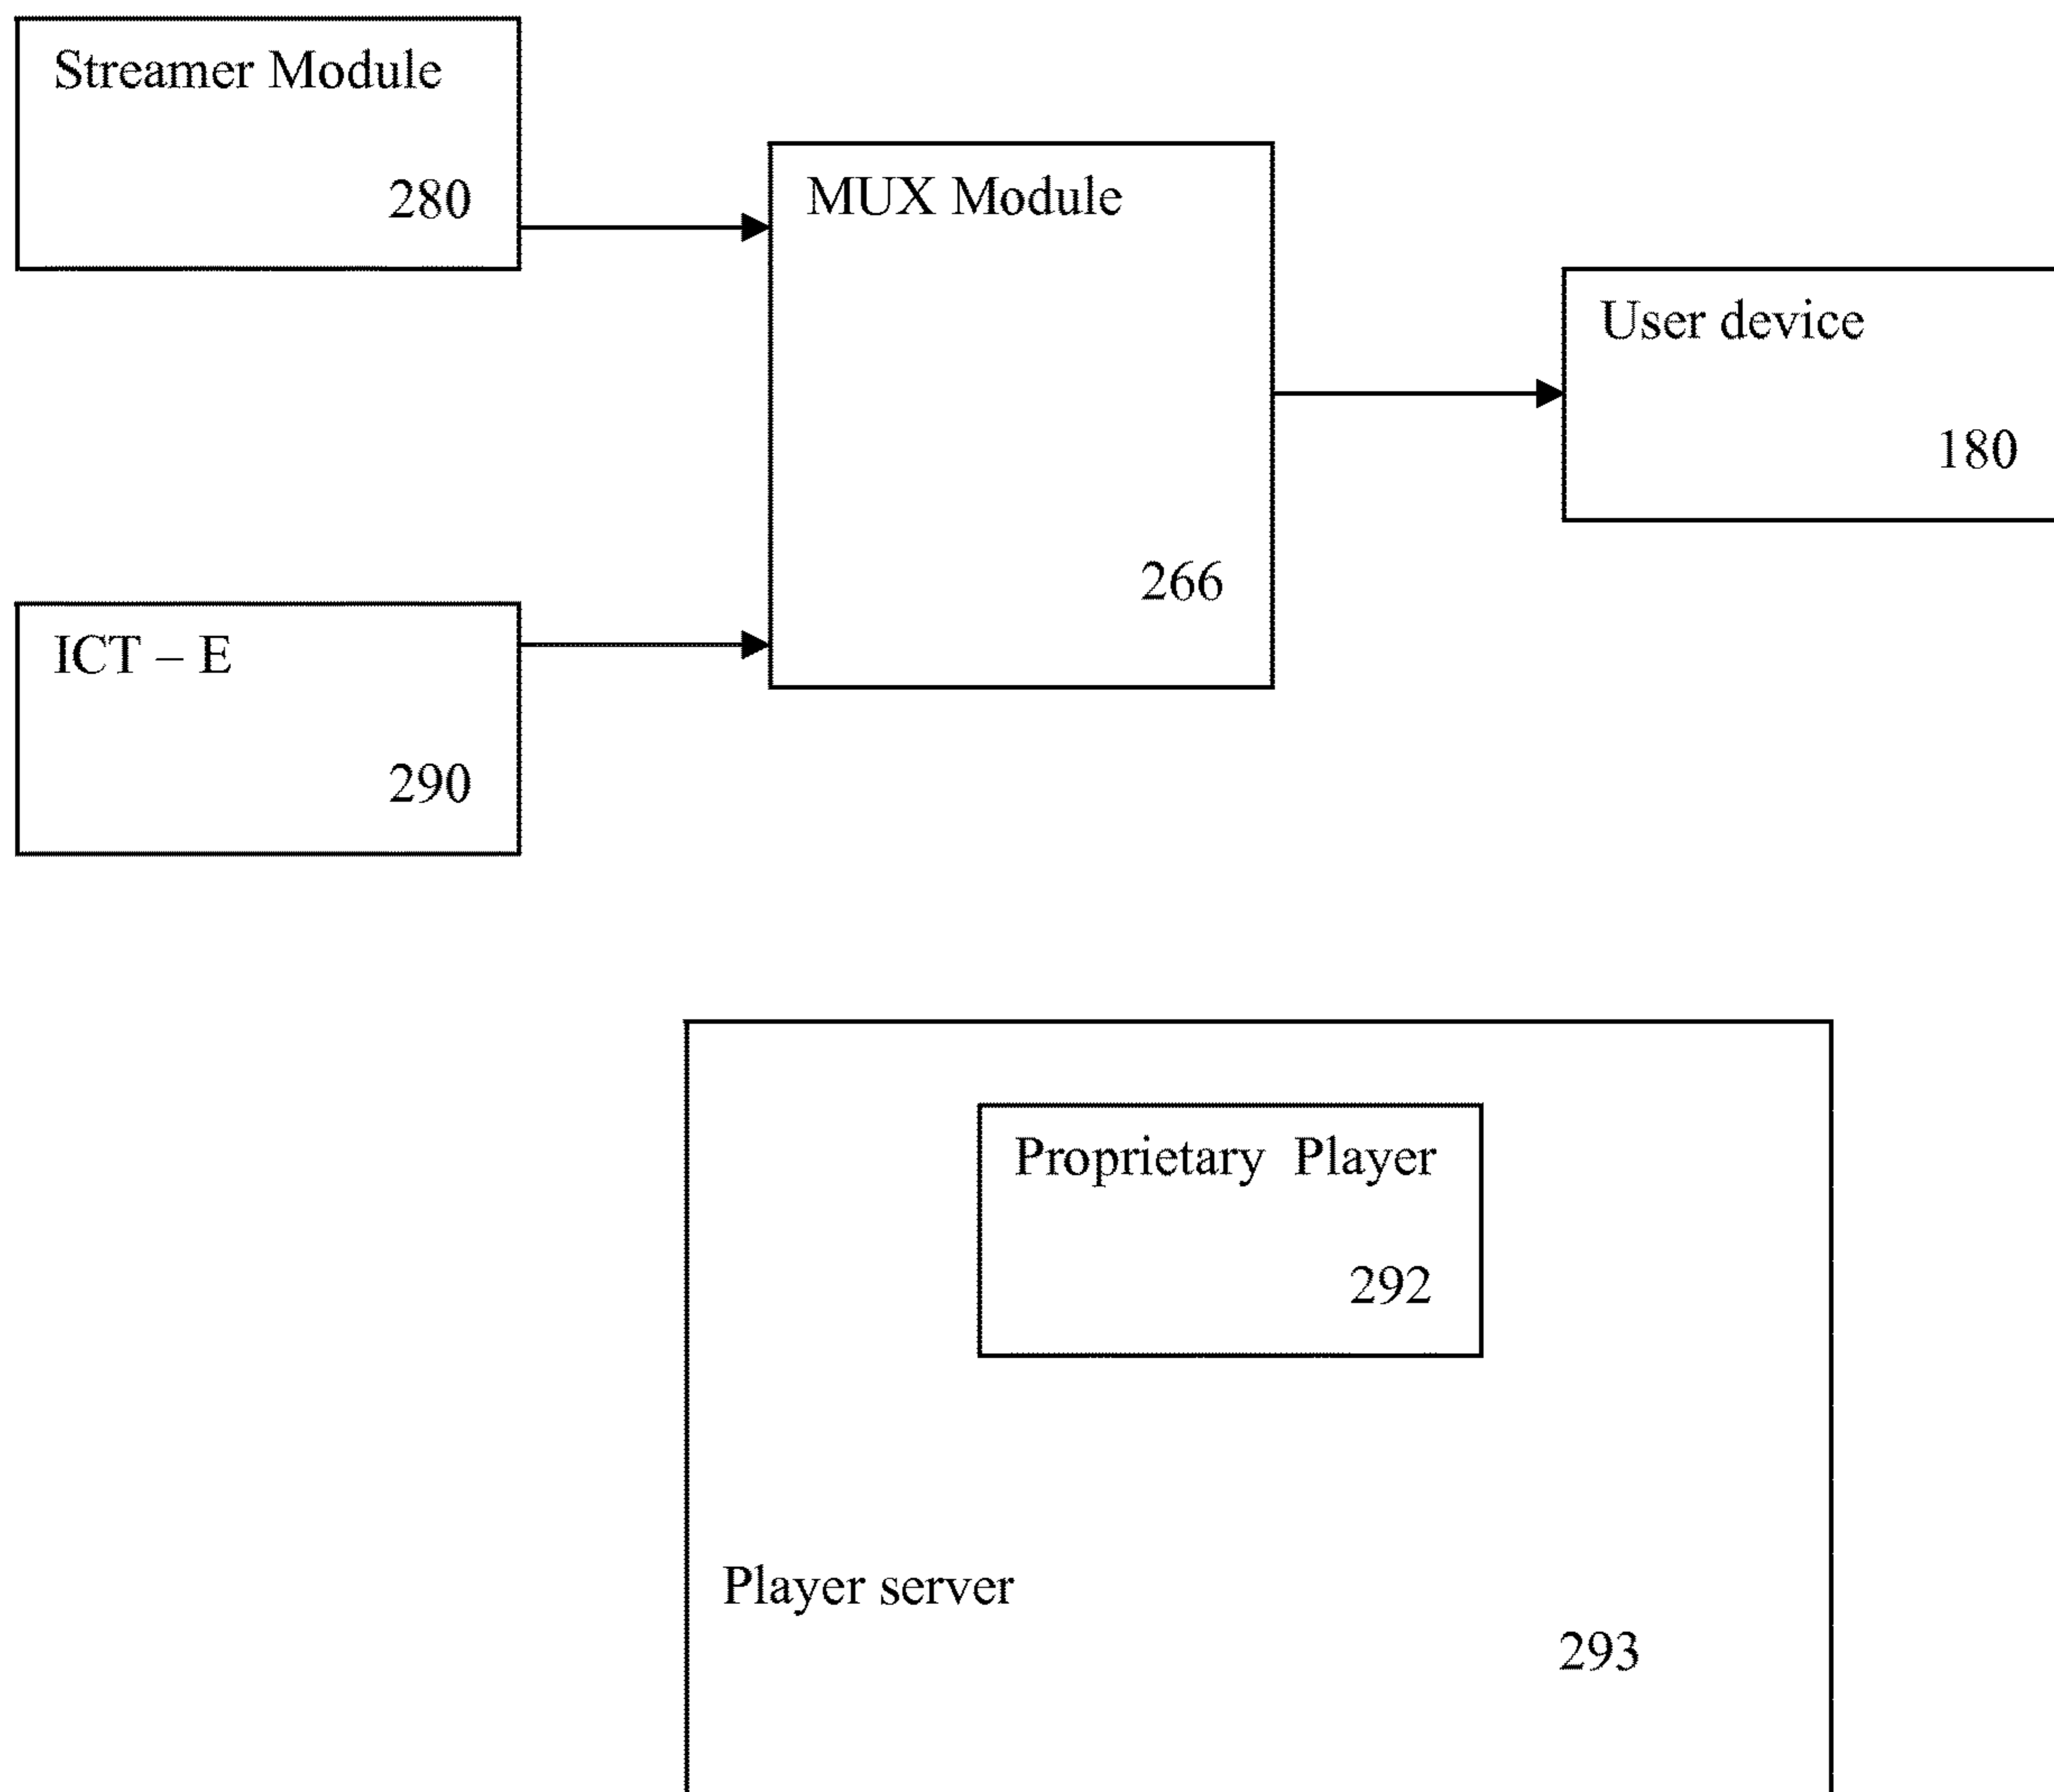 Streamer Module
280
MUX Module
266
User device
180
ICT – E
290
Proprietary Player
292
Player server
293